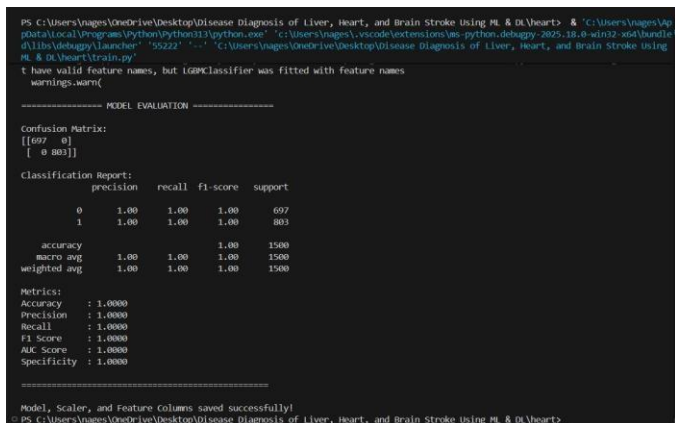 PS C:\Users\nages\OneDrive\Desktop\Disease Diagnosis of Liver, Heart, and Brain Stroke Using ML & DL\heart> & 'C:\Users\nages\Ap
pData\Local\Programs\Python\Python313\python.exe' 'c:\Users\nages\.vscode\extensions\ms-python.debugpy-2025.18.0-win32-x64\bundle
d\libs\debugpy\launcher' '55222' '--' 'C:\Users\nages\OneDrive\Desktop\Disease Diagnosis of Liver, Heart, and Brain Stroke Using
ML & DL\heart\train.py'
t have valid feature names, but LGBMClassifier was fitted with feature names
warnings.warn(
================ MODEL EVALUATION ================
Confusion Matrix:
[[697 0]
[ 0 803]]
Classification Report:
precision recall f1-score support
0 1.00 1.00 1.00 697
1 1.00 1.00 1.00 803
accuracy 1.00 1500
macro avg 1.00 1.00 1.00 1500
weighted avg 1.00 1.00 1.00 1500
Metrics:
Accuracy : 1.0000
Precision : 1.0000
Recall : 1.0000
F1 Score : 1.0000
AUC Score : 1.0000
Specificity : 1.0000
==================================================
Model, Scaler, and Feature Columns saved successfully!
PS C:\Users\nages\OneDrive\Desktop\Disease Diagnosis of Liver, Heart, and Brain Stroke Using ML & DL\heart>